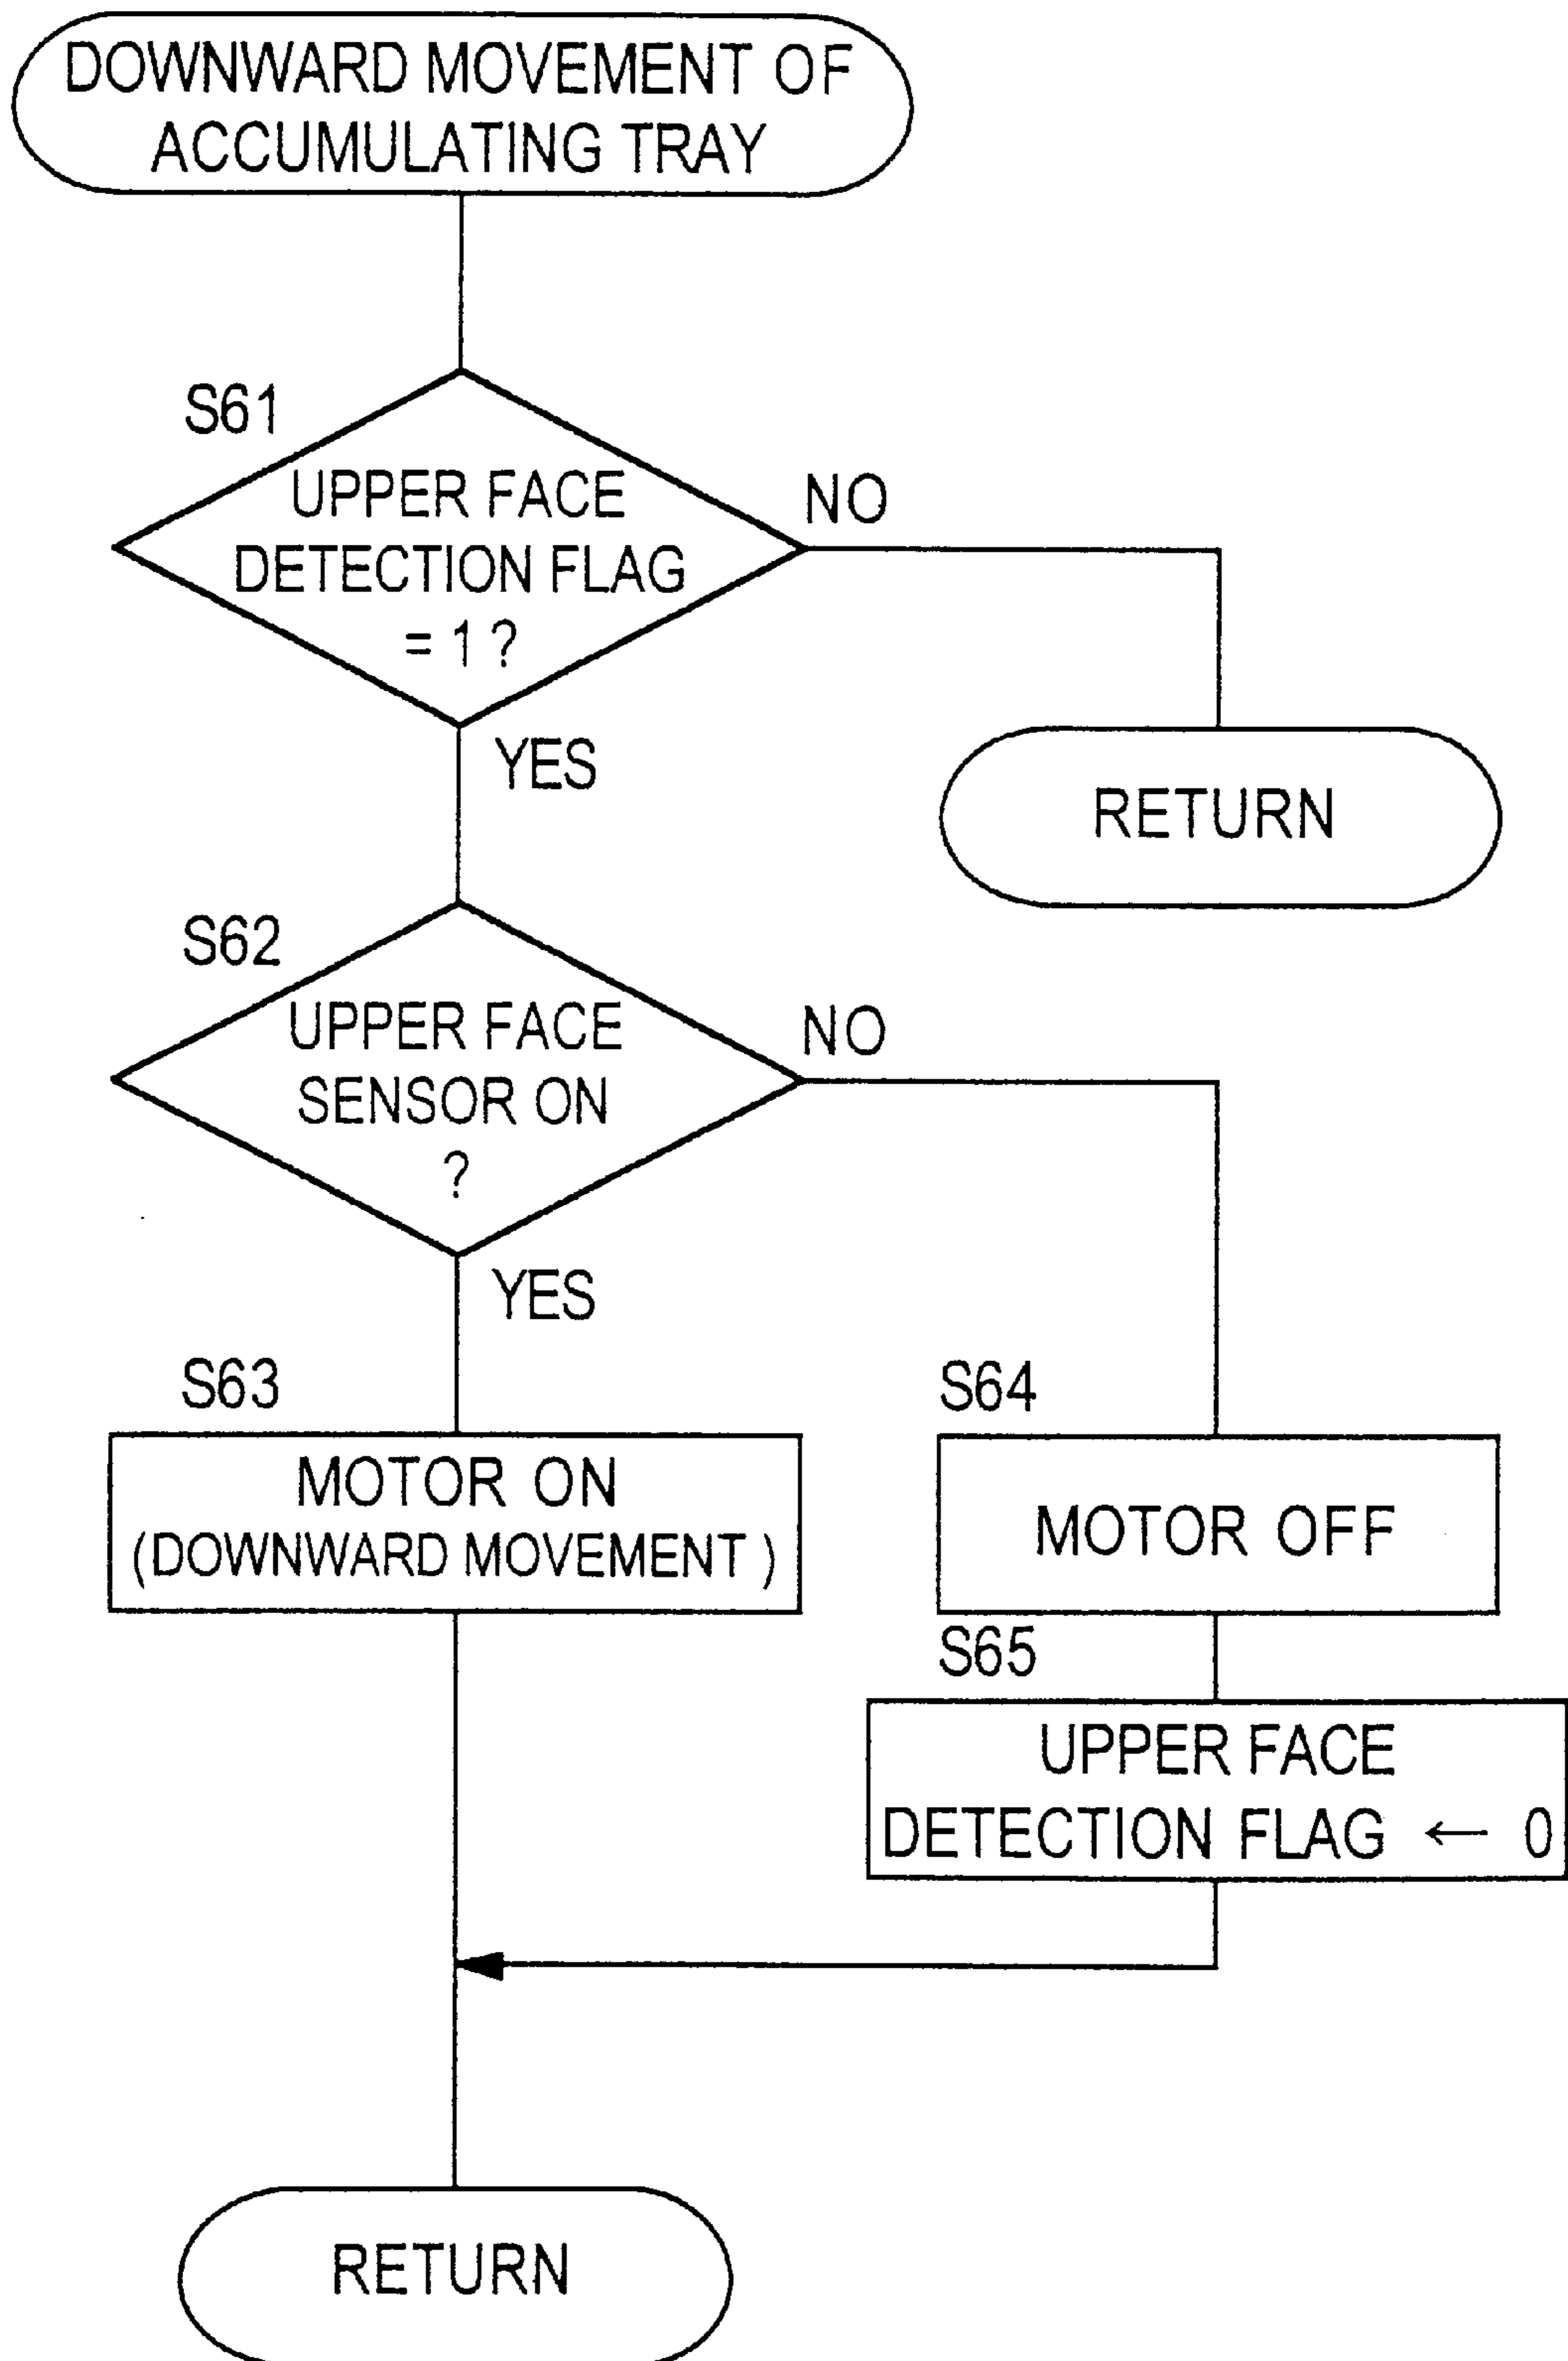 DOWNWARD MOVEMENT OF
ACCUMULATING TRAY
S61
UPPER FACE
DETECTION FLAG
= 1 ?
NO
YES
RETURN
S62
UPPER FACE
SENSOR ON
?
NO
YES
S63
MOTOR ON
(DOWNWARD MOVEMENT )
S64
MOTOR OFF
S65
UPPER FACE
DETECTION FLAG ← 0
RETURN